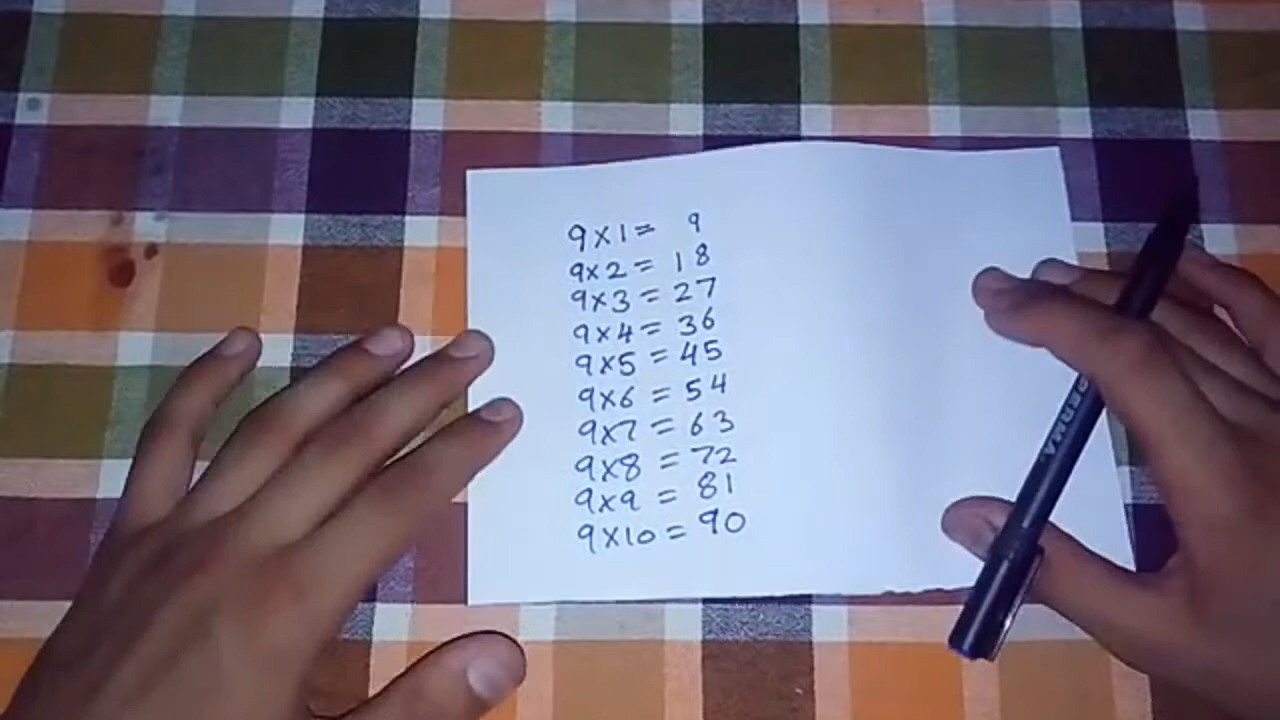 9x1= 9
9x2 = 18
9x3 = 27
9x4 = 36
9x5 = 45
9x6 = 54
9x7 = 63
9x8 = 72
9x9 = 81
9x10 = 90